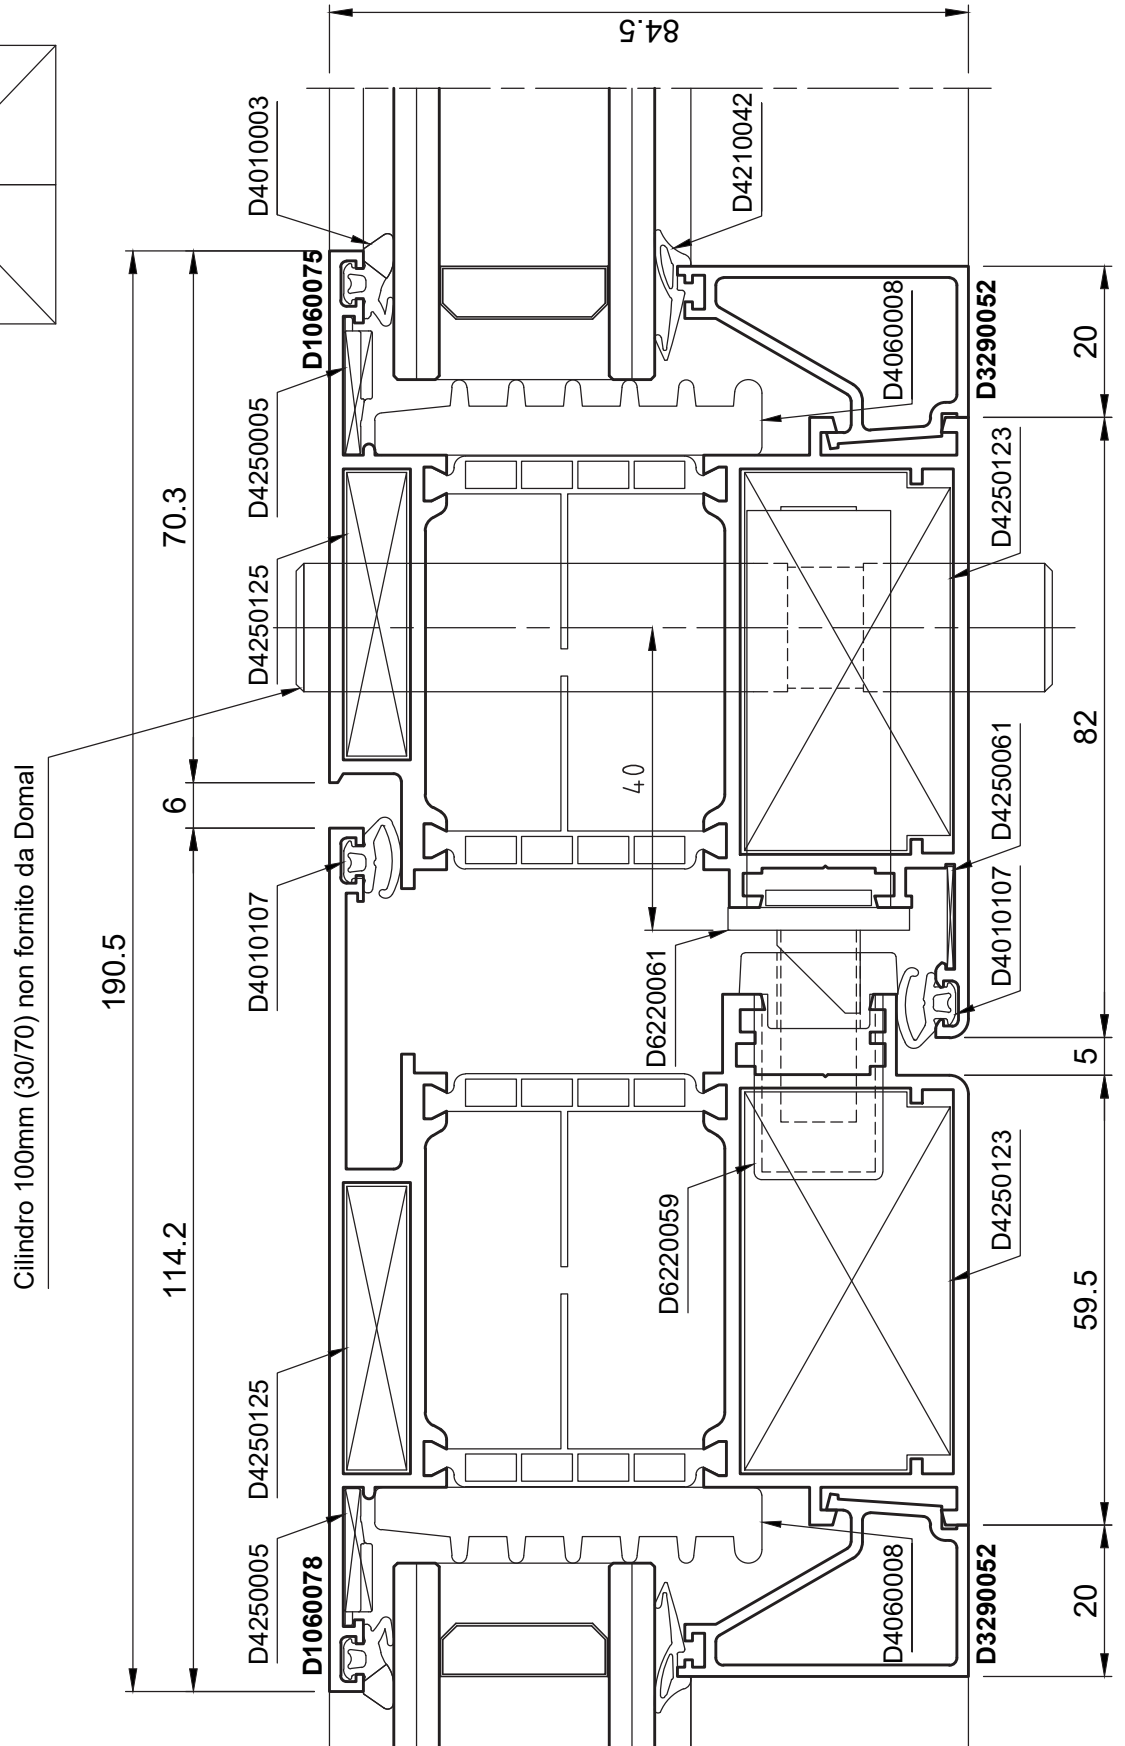 84.5
D4010003
D4210042
D1060075
D4060008
D3290052
20
D4250005
D4250123
70.3
D4250125
82
40
D4250061
Cilindro 100mm (30/70) non fornito da Domal
6
D4010107
D4010107
190.5
D6220061
5
D4250123
D6220059
114.2
59.5
D4250125
D4250005
D1060078
D4060008
D3290052
20